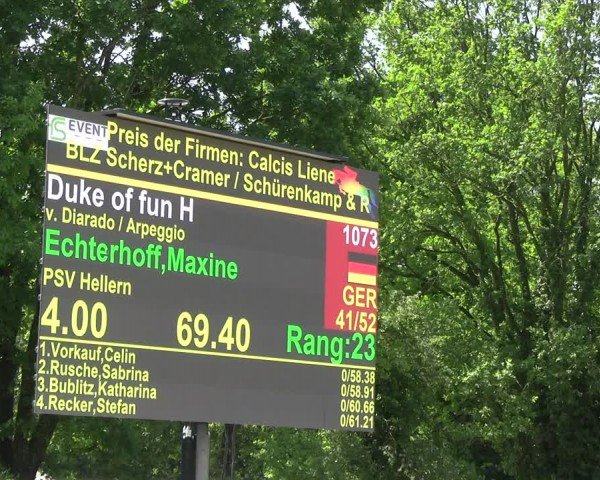 EVENT
Preis der Firmen: Calcis Liene
BLZ Scherz+Cramer / Schürenkamp & R
Duke of fun H
1073
v. Diarado / Arpeggio
Echterhoff,Maxine
PSV Hellern
GER
41/52
4.00 69.40 Rang:23
1.Vorkauf,Celin 0/58.38
2.Rusche,Sabrina 0/58.91
3.Bublitz,Katharina 0/60.66
4.Recker,Stefan 0/61.21